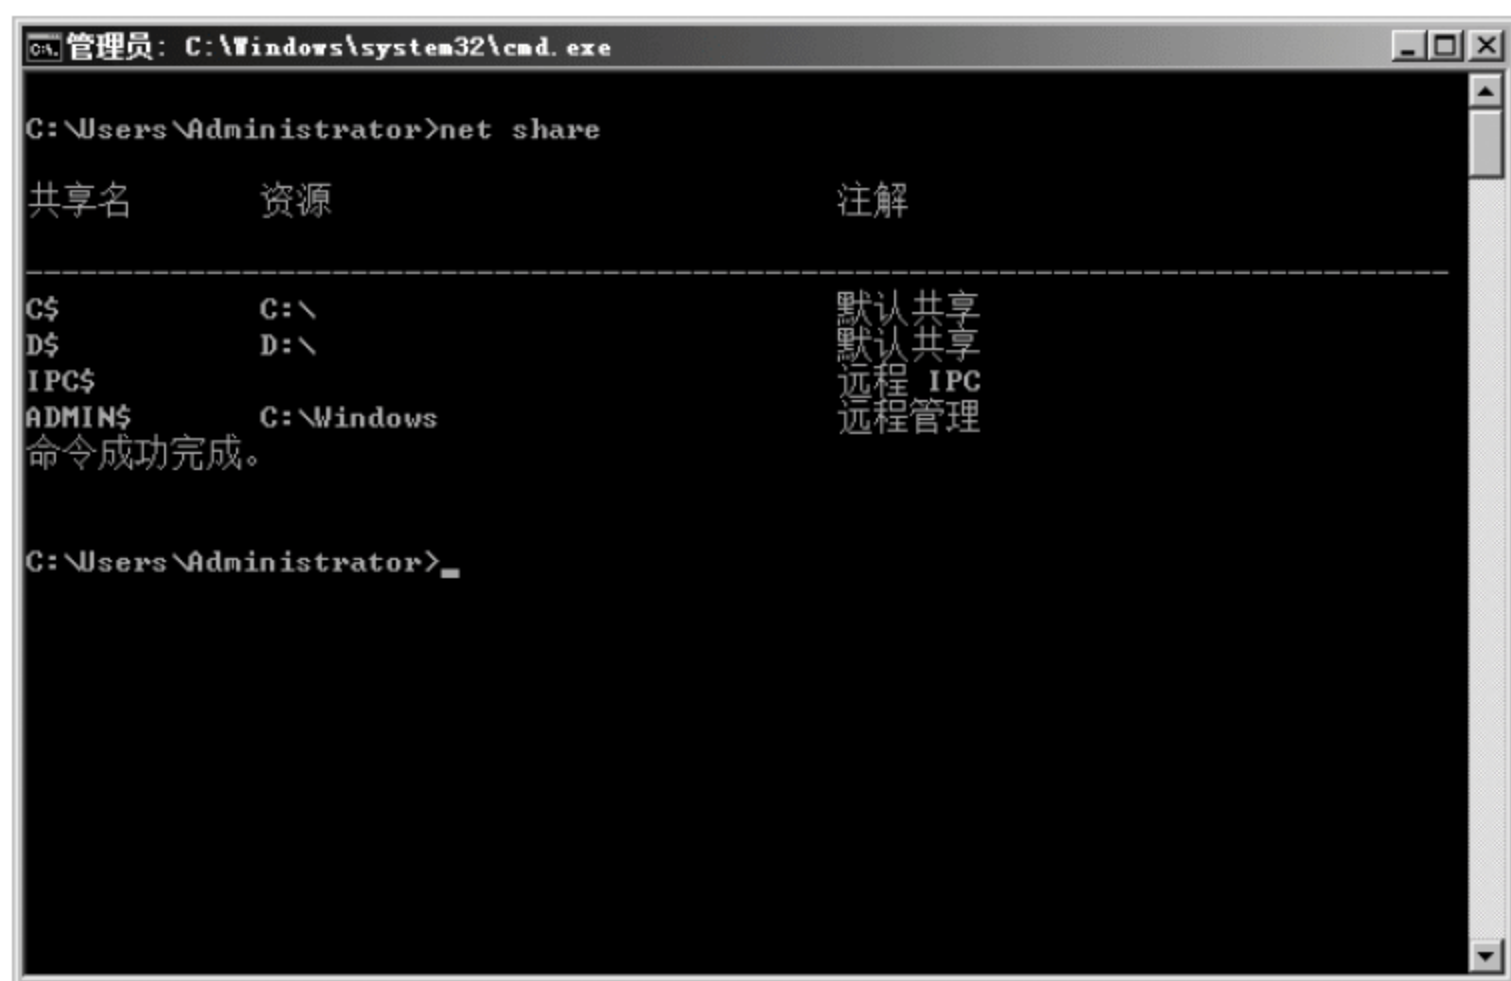 管理员: C:\Windows\system32\cmd.exe
C:\Users\Administrator>net share
共享名 资源 注解
-------------------------------------------------------------------------------
C$ C:\ 默认共享
D$ D:\ 默认共享
IPC$ 远程 IPC
ADMIN$ C:\Windows 远程管理
命令成功完成。
C:\Users\Administrator>_